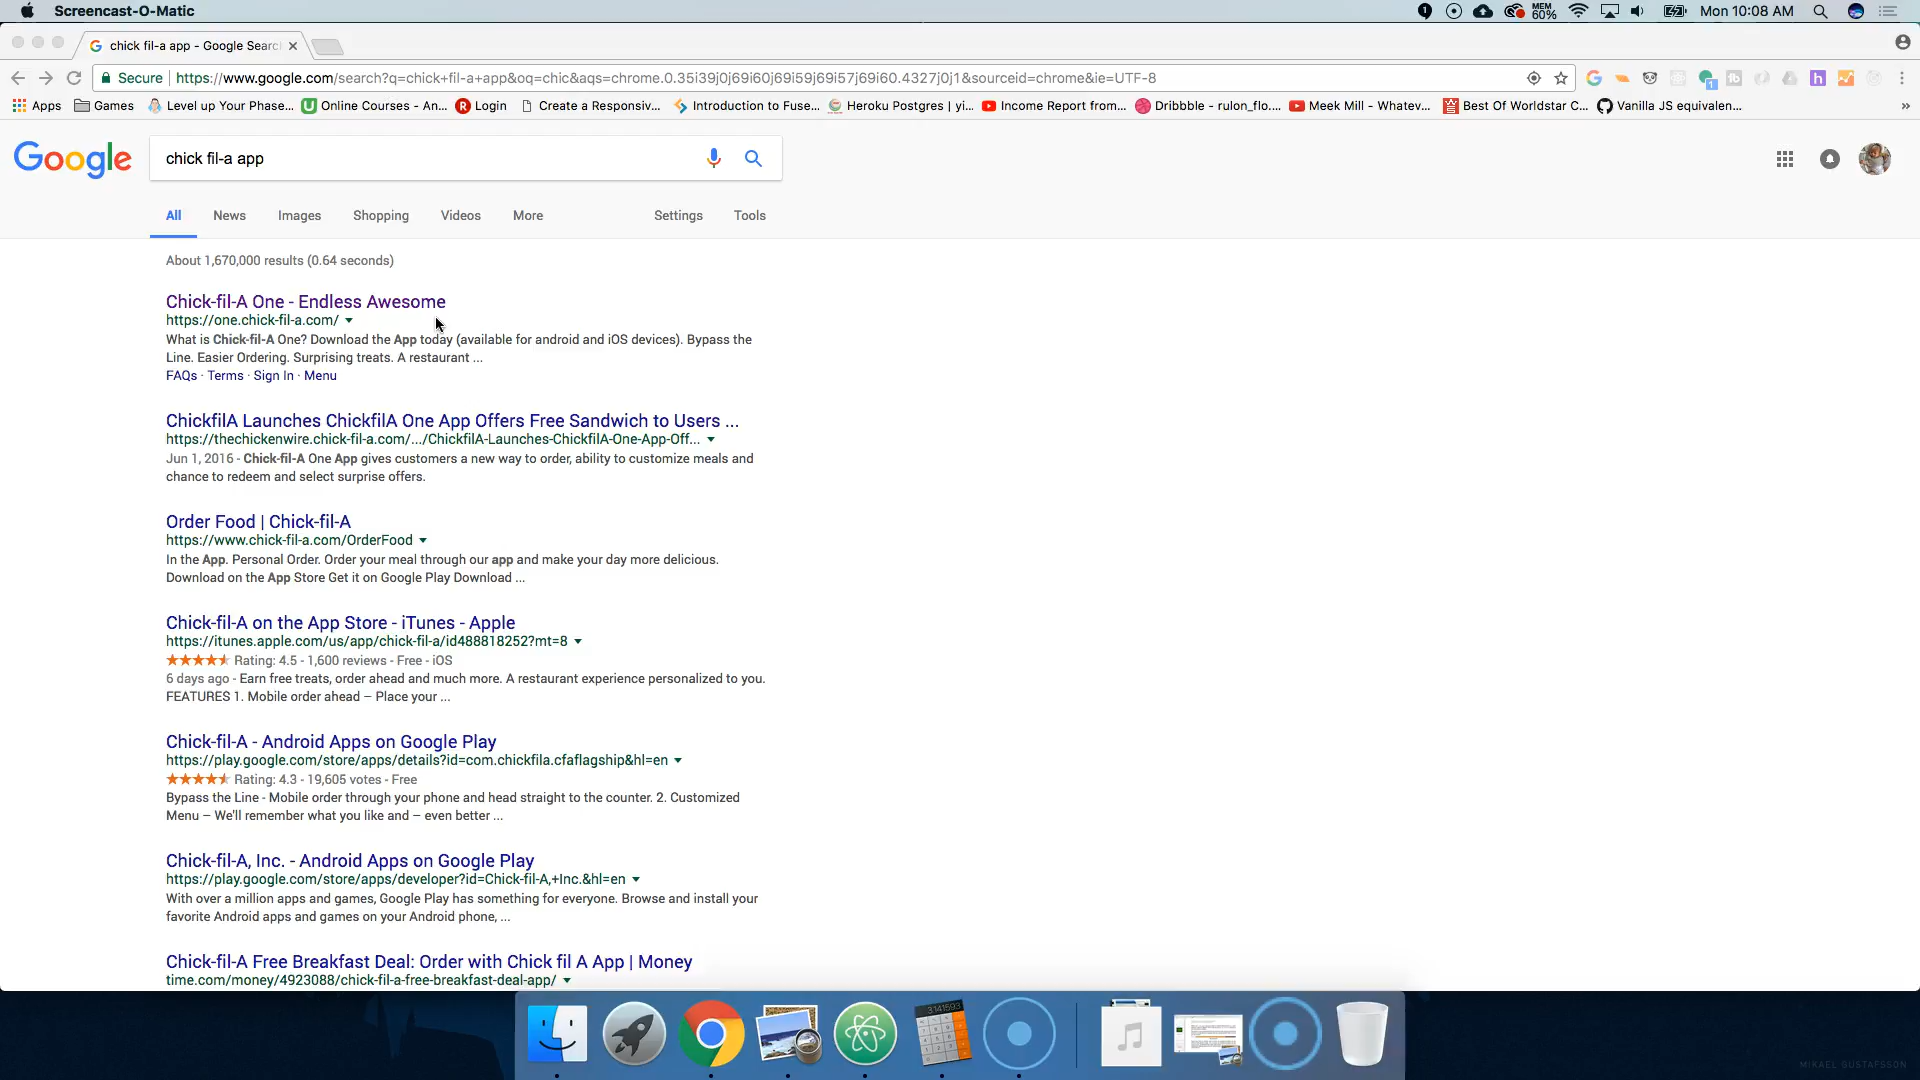 Screencast-O-Matic
1
MEM
60%
Mon 10:08 AM
chick fil-a app - Google Searc
Secure
https://www.google.com/search?q=chick+fil-a+app&oq=chic&aqs=chrome.0.35i39j0j69i60j69i59j69i57j69i60.4327j0j1&sourceid=chrome&ie=UTF-8
Apps
Games
Level up Your Phase...
Online Courses - An...
Login
Create a Responsiv...
Introduction to Fuse...
Heroku Postgres | yi...
Income Report from...
Dribbble - rulon_flo....
Meek Mill - Whatev...
Best Of Worldstar C...
Vanilla JS equivalen...
»
Google
chick fil-a app
All
News
Images
Shopping
Videos
More
Settings
Tools
About 1,670,000 results (0.64 seconds)
Chick-fil-A One - Endless Awesome
https://one.chick-fil-a.com/
What is Chick-fil-A One? Download the App today (available for android and iOS devices). Bypass the
Line. Easier Ordering. Surprising treats. A restaurant ...
FAQs · Terms · Sign In · Menu
ChickfilA Launches ChickfilA One App Offers Free Sandwich to Users ...
https://thechickenwire.chick-fil-a.com/.../ChickfilA-Launches-ChickfilA-One-App-Off...
Jun 1, 2016 - Chick-fil-A One App gives customers a new way to order, ability to customize meals and
chance to redeem and select surprise offers.
Order Food | Chick-fil-A
https://www.chick-fil-a.com/OrderFood
In the App. Personal Order. Order your meal through our app and make your day more delicious.
Download on the App Store Get it on Google Play Download ...
Chick-fil-A on the App Store - iTunes - Apple
https://itunes.apple.com/us/app/chick-fil-a/id488818252?mt=8
Rating: 4.5 - 1,600 reviews - Free - iOS
6 days ago - Earn free treats, order ahead and much more. A restaurant experience personalized to you.
FEATURES 1. Mobile order ahead – Place your ...
Chick-fil-A - Android Apps on Google Play
https://play.google.com/store/apps/details?id=com.chickfila.cfaflagship&hl=en
Rating: 4.3 - 19,605 votes - Free
Bypass the Line - Mobile order through your phone and head straight to the counter. 2. Customized
Menu – We'll remember what you like and – even better ...
Chick-fil-A, Inc. - Android Apps on Google Play
https://play.google.com/store/apps/developer?id=Chick-fil-A,+Inc.&hl=en
With over a million apps and games, Google Play has something for everyone. Browse and install your
favorite Android apps and games on your Android phone, ...
Chick-fil-A Free Breakfast Deal: Order with Chick fil A App | Money
time.com/money/4923088/chick-fil-a-free-breakfast-deal-app/
MIKAEL GUSTAFSSON